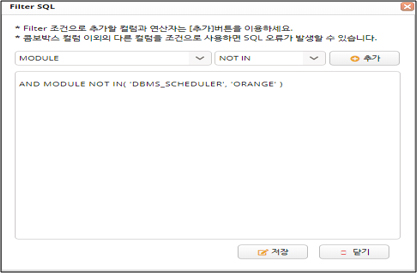 Filter SQL
* Filter 조건으로 추가할 컬럼과 연산자는 [추가]버튼을 이용하세요.
* 콤보박스 컬럼 이외의 다른 컬럼을 조건으로 사용하면 SQL 오류가 발생할 수 있습니다.
MODULE NOT IN 추가
AND MODULE NOT IN( 'DBMS_SCHEDULER', 'ORANGE' )
저장 닫기